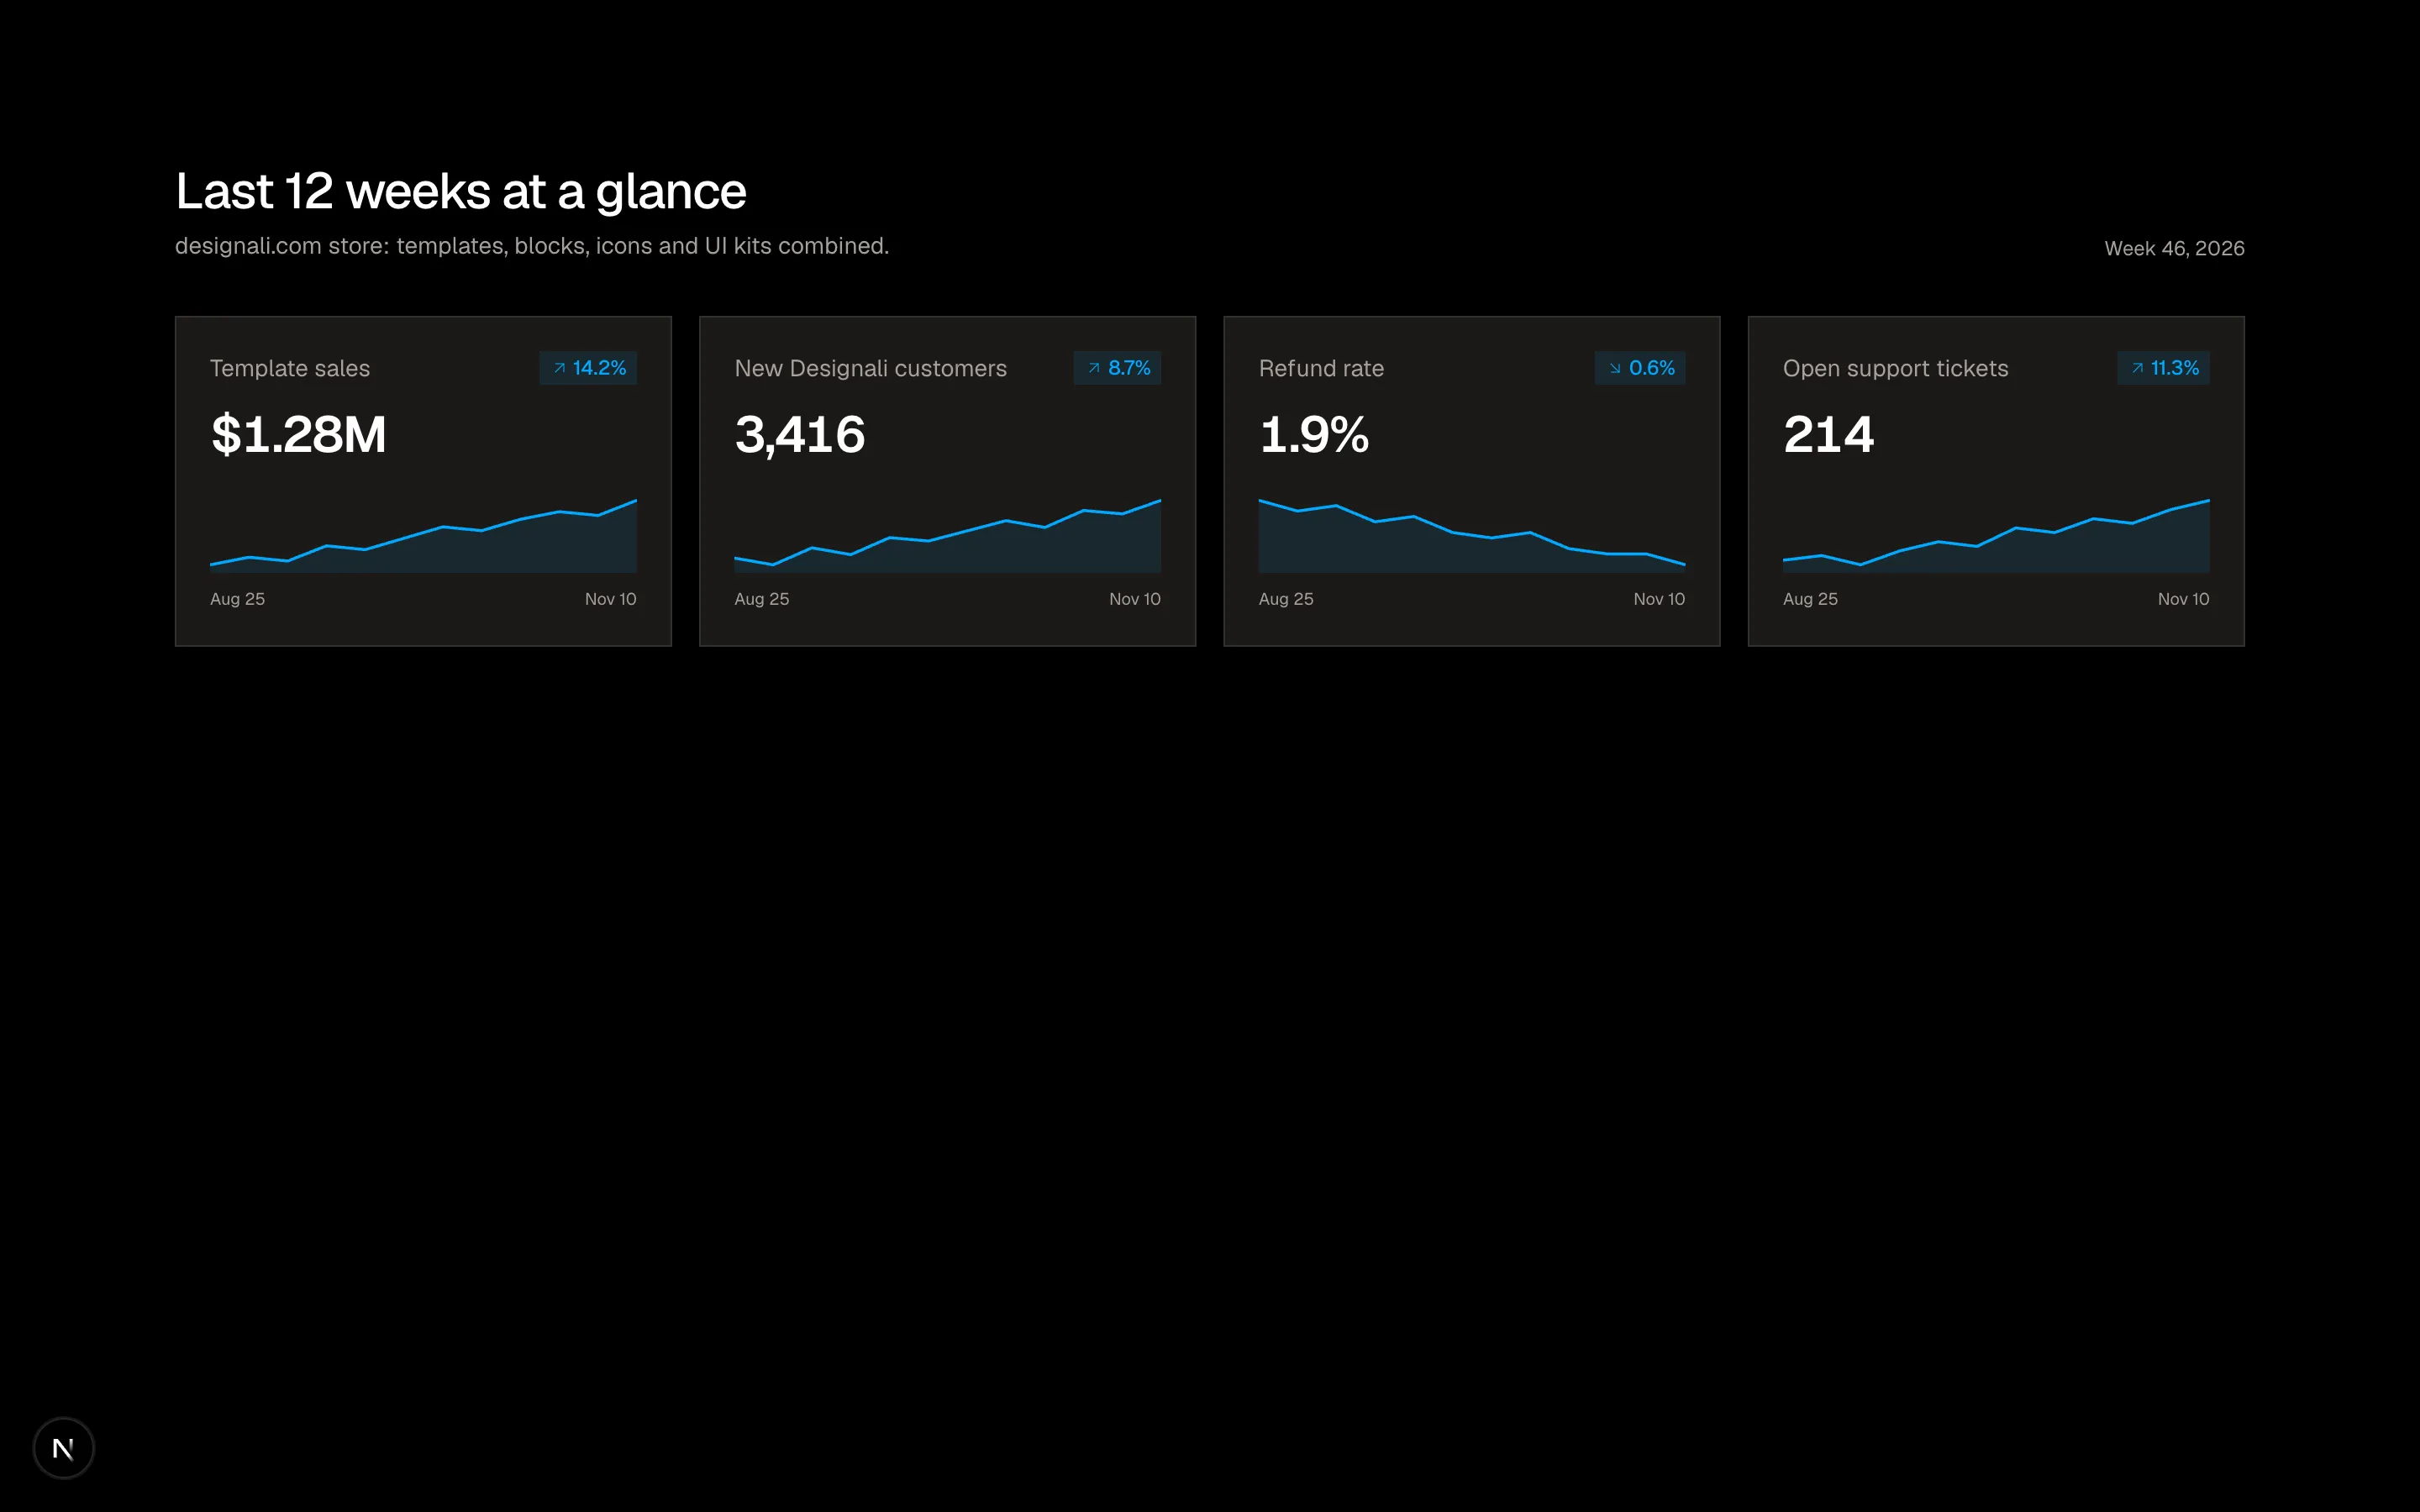 Last 12 weeks at a glance
designali.com store: templates, blocks, icons and UI kits combined.
Week 46, 2026
Template sales
14.2%
$1.28M
Aug 25
Nov 10
New Designali customers
8.7%
3,416
Aug 25
Nov 10
Refund rate
0.6%
1.9%
Aug 25
Nov 10
Open support tickets
11.3%
214
Aug 25
Nov 10
N